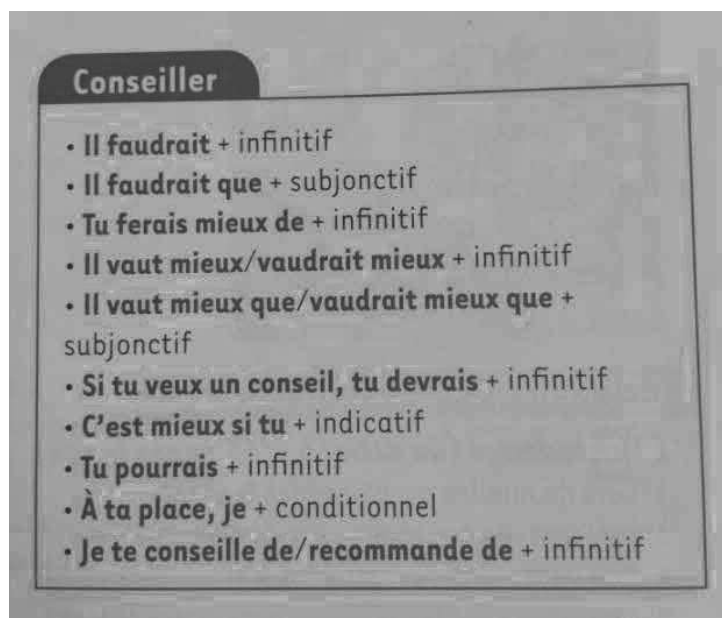 Conseiller
• Il faudrait + infinitif
• Il faudrait que + subjonctif
• Tu ferais mieux de + infinitif
• Il vaut mieux/vaudrait mieux + infinitif
• Il vaut mieux que/vaudrait mieux que +
subjonctif
• Si tu veux un conseil, tu devrais + infinitif
• C'est mieux si tu + indicatif
• Tu pourrais + infinitif
• À ta place, je + conditionnel
• Je te conseille de/recommande de + infinitif